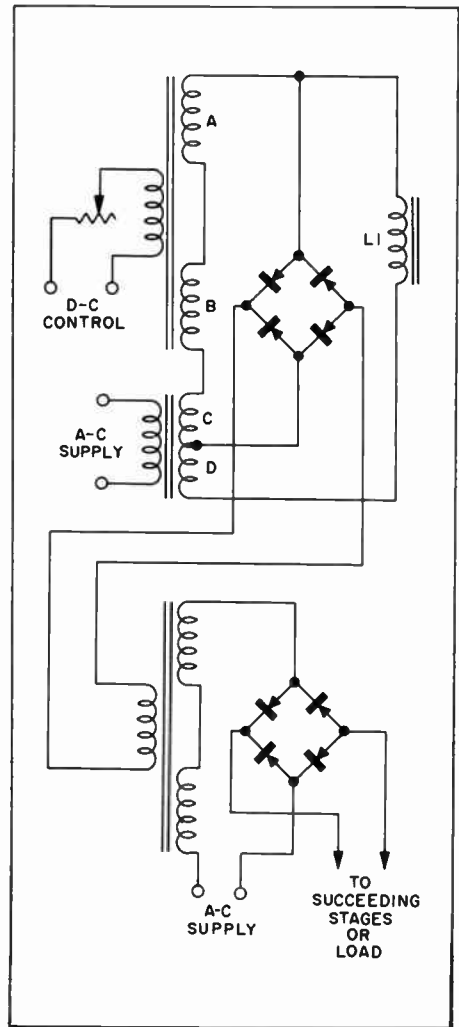 A
L1
D-C
CONTROL
B
C
A-C
SUPPLY
D
A-C
SUPPLY
TO
SUCCEEDING
STAGES
OR
LOAD